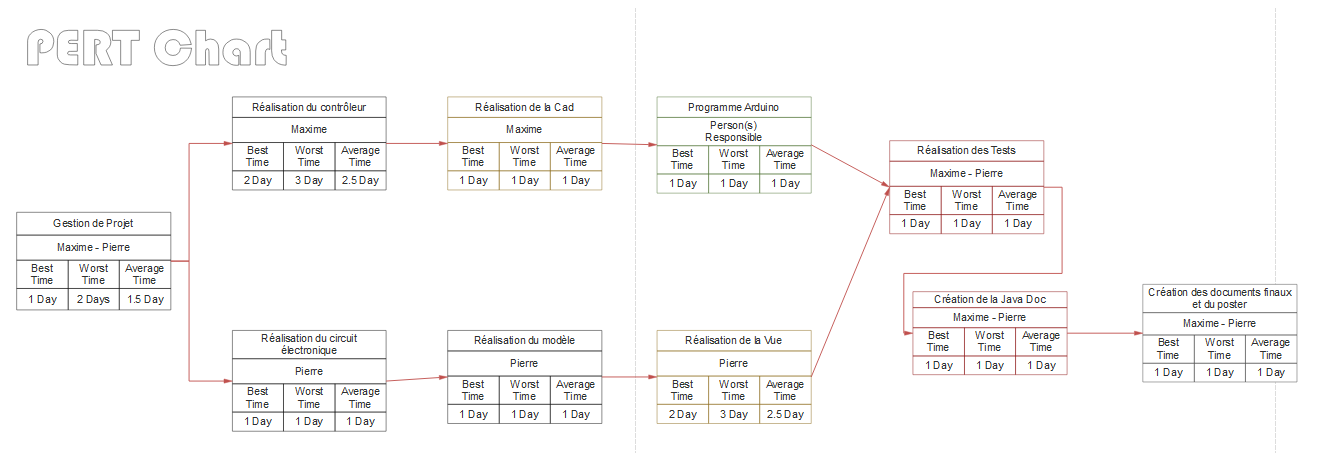 PERT Chart
Gestion de Projet
Maxime - Pierre
Best Worst Average
Time Time Time
1 Day 2 Days 1.5 Day
Réalisation du contrôleur
Maxime
Best Worst Average
Time Time Time
2 Day 3 Day 2.5 Day
Réalisation de la Cad
Maxime
Best Worst Average
Time Time Time
1 Day 1 Day 1 Day
Programme Arduino
Person(s)
Responsible
Best Worst Average
Time Time Time
1 Day 1 Day 1 Day
Réalisation du circuit
électronique
Pierre
Best Worst Average
Time Time Time
1 Day 1 Day 1 Day
Réalisation du modèle
Pierre
Best Worst Average
Time Time Time
1 Day 1 Day 1 Day
Réalisation de la Vue
Pierre
Best Worst Average
Time Time Time
2 Day 3 Day 2.5 Day
Réalisation des Tests
Maxime - Pierre
Best Worst Average
Time Time Time
1 Day 1 Day 1 Day
Création de la Java Doc
Maxime - Pierre
Best Worst Average
Time Time Time
1 Day 1 Day 1 Day
Création des documents finaux
et du poster
Maxime - Pierre
Best Worst Average
Time Time Time
1 Day 1 Day 1 Day